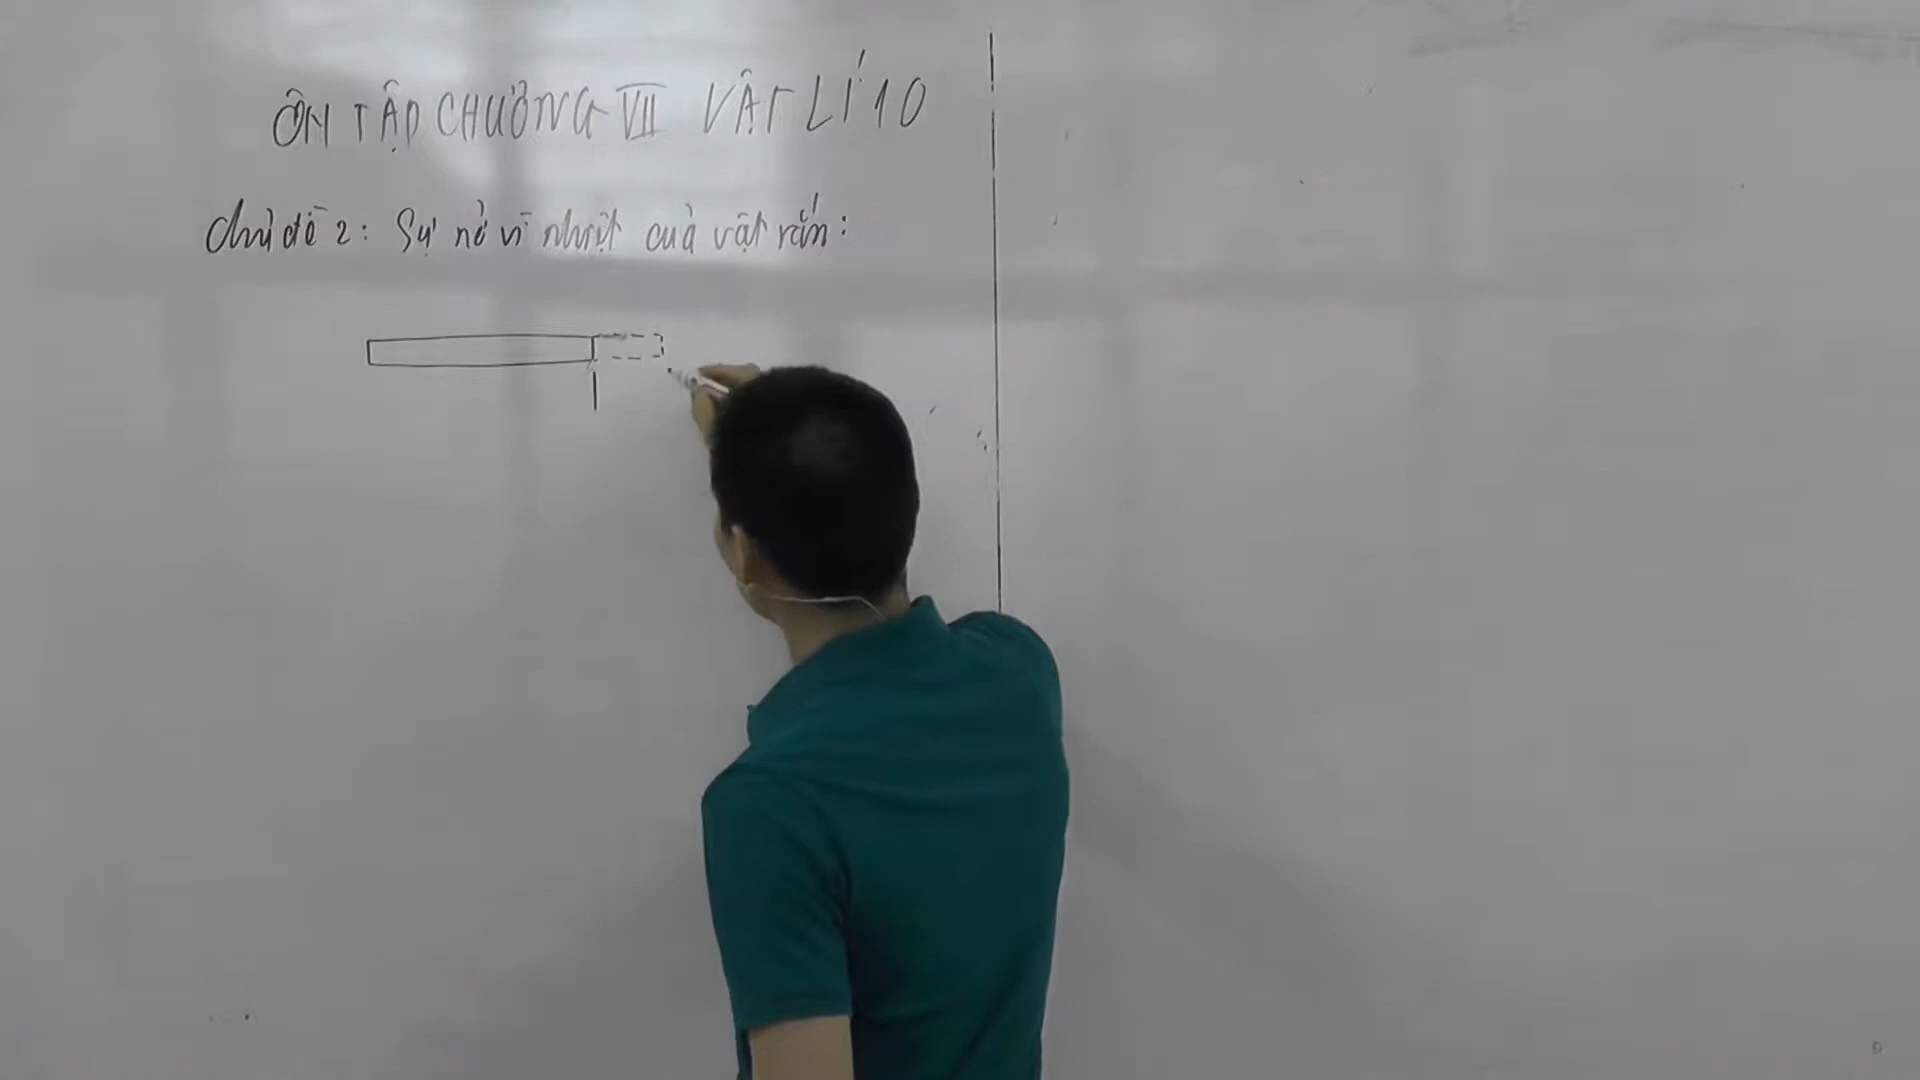 ÔN TẬP CHƯƠNG VII VẬT LÍ 10
Chủ đề 2: Sự nở vì nhiệt của vật rắn: